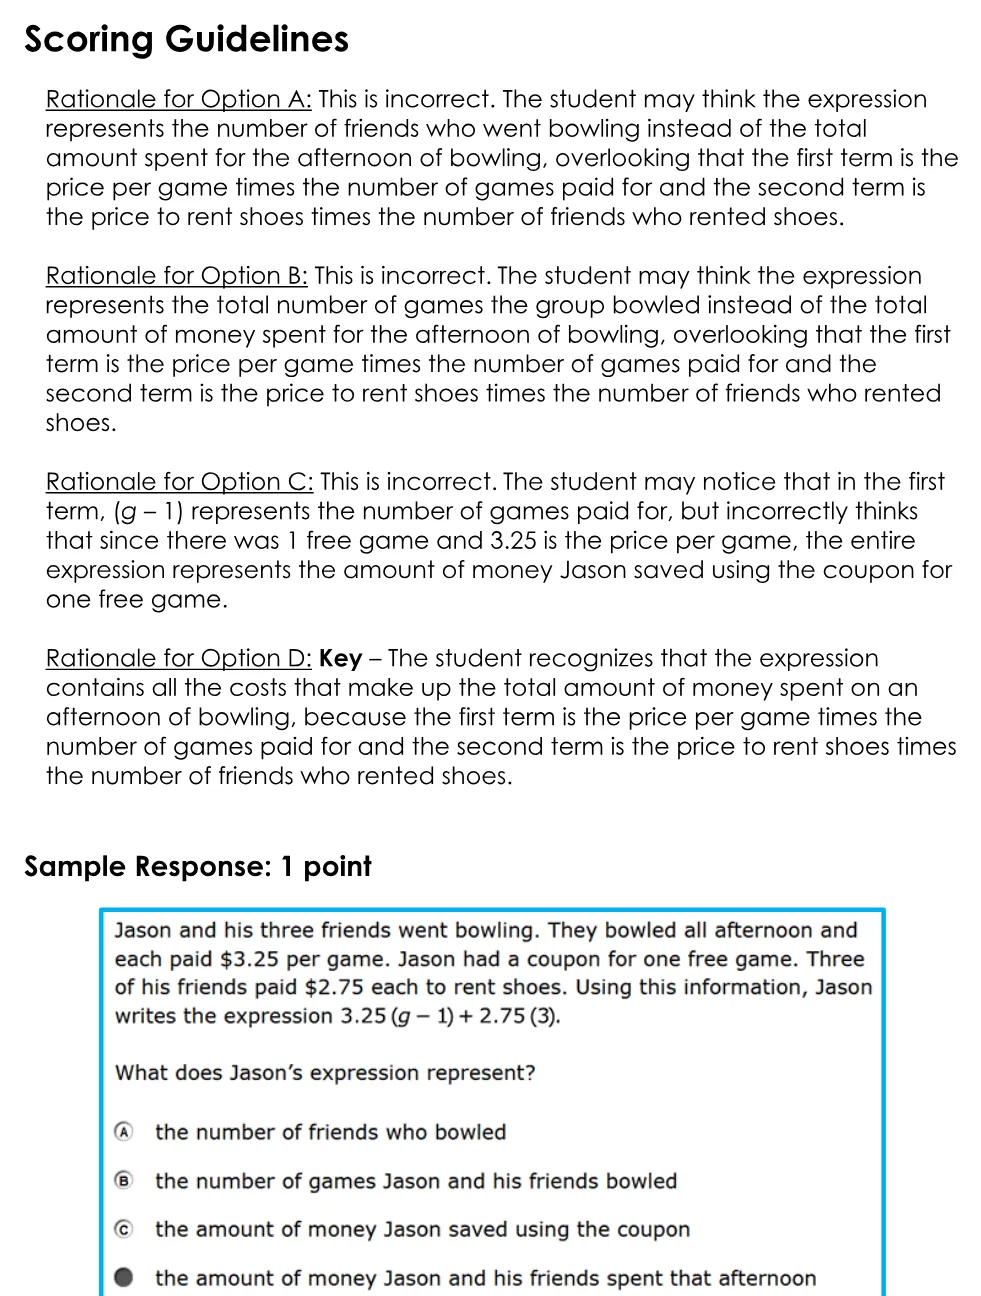 Scoring Guidelines
Rationale for Option A: This is incorrect. The student may think the expression
represents the number of friends who went bowling instead of the total
amount spent for the afternoon of bowling, overlooking that the first term is the
price per game times the number of games paid for and the second term is
the price to rent shoes times the number of friends who rented shoes.
Rationale for Option B: This is incorrect. The student may think the expression
represents the total number of games the group bowled instead of the total
amount of money spent for the afternoon of bowling, overlooking that the first
term is the price per game times the number of games paid for and the
second term is the price to rent shoes times the number of friends who rented
shoes.
Rationale for Option C: This is incorrect. The student may notice that in the first
term, (g – 1) represents the number of games paid for, but incorrectly thinks
that since there was 1 free game and 3.25 is the price per game, the entire
expression represents the amount of money Jason saved using the coupon for
one free game.
Rationale for Option D: Key – The student recognizes that the expression
contains all the costs that make up the total amount of money spent on an
afternoon of bowling, because the first term is the price per game times the
number of games paid for and the second term is the price to rent shoes times
the number of friends who rented shoes.
Sample Response: 1 point
Jason and his three friends went bowling. They bowled all afternoon and
each paid $3.25 per game. Jason had a coupon for one free game. Three
of his friends paid $2.75 each to rent shoes. Using this information, Jason
writes the expression 3.25 (g – 1) + 2.75 (3).
What does Jason's expression represent?
A the number of friends who bowled
B the number of games Jason and his friends bowled
C the amount of money Jason saved using the coupon
the amount of money Jason and his friends spent that afternoon